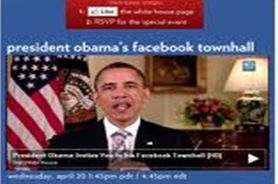 1: Like the white house page
2: RSVP for the special event
president obama's facebook townhall
President Obama Invites You to his Facebook Townhall [HD]
wednesday, april 20 1:45pm pdt / 4:45pm edt